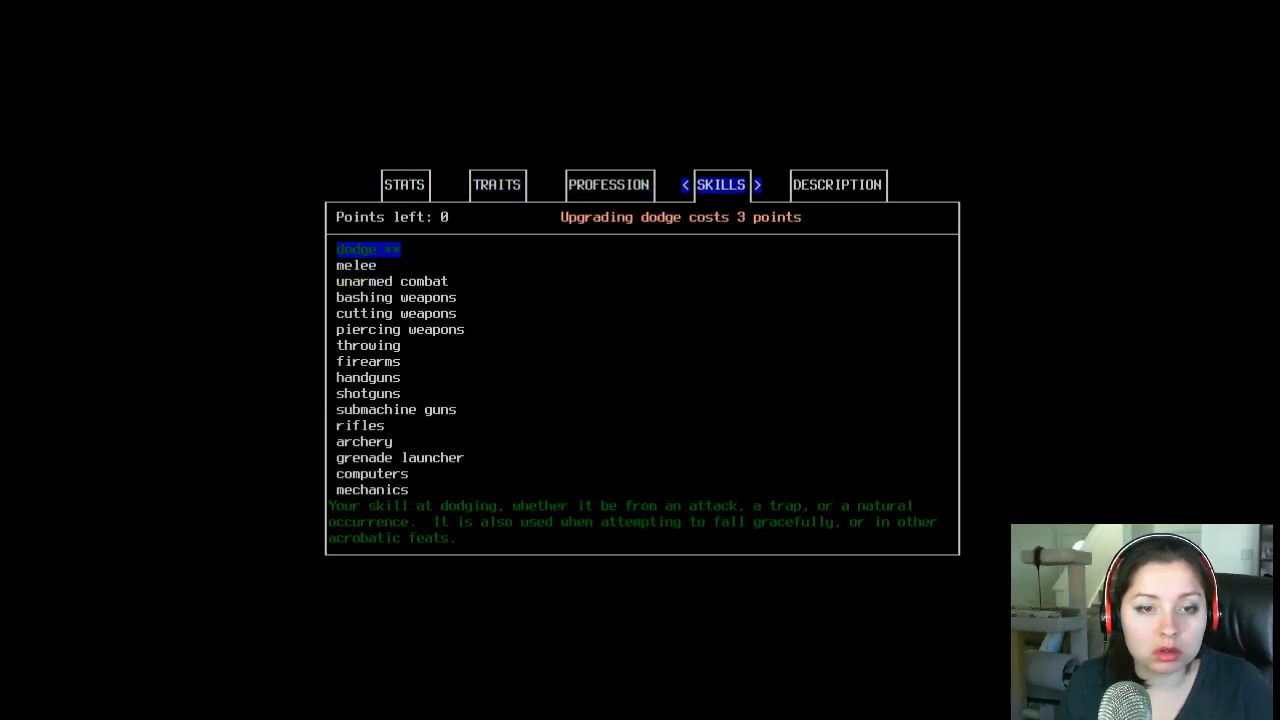 STATS TRAITS PROFESSION < SKILLS > DESCRIPTION
Points left: 0 Upgrading dodge costs 3 points
dodge **
melee
unarmed combat
bashing weapons
cutting weapons
piercing weapons
throwing
firearms
handguns
shotguns
submachine guns
rifles
archery
grenade launcher
computers
mechanics
Your skill at dodging, whether it be from an attack, a trap, or a natural
occurrence. It is also used when attempting to fall gracefully, or in other
acrobatic feats.